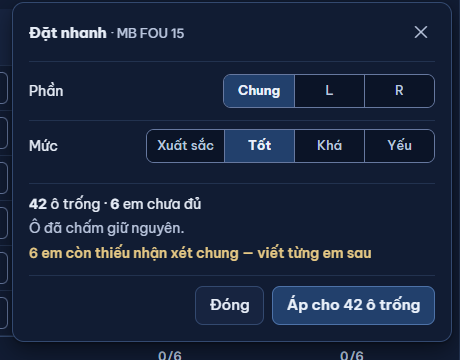 Đặt nhanh · MB FOU 15
Phần
Chung
L
R
Mức
Xuất sắc
Tốt
Khá
Yếu
42 ô trống · 6 em chưa đủ
Ô đã chấm giữ nguyên.
6 em còn thiếu nhận xét chung — viết từng em sau
Đóng
Áp cho 42 ô trống
0/6
0/6